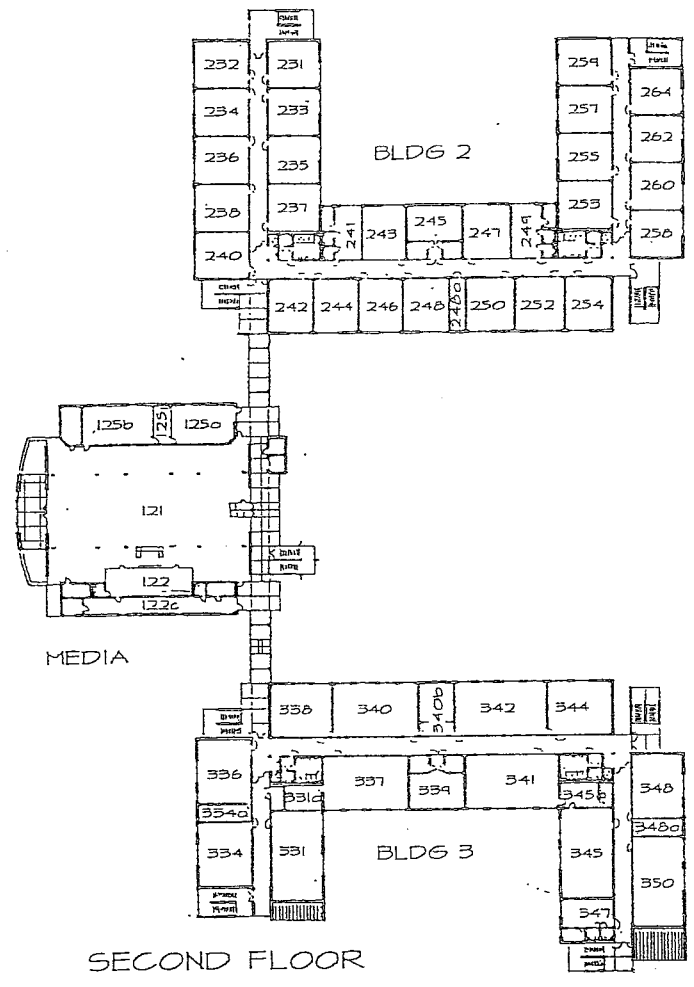 232 231 259
264
234 233 257
262
BLDG 2
236 235 255
260
238 237 253
241 243 245 247 249 258
240
242 244 246 248 248a 250 252 254
125b 125 125a
121
122
122c
MEDIA
338 340 340b 342 344
336 337 339 341 348
331a 345b
334a 348a
334 331 BLDG 3 345 350
347
SECOND FLOOR